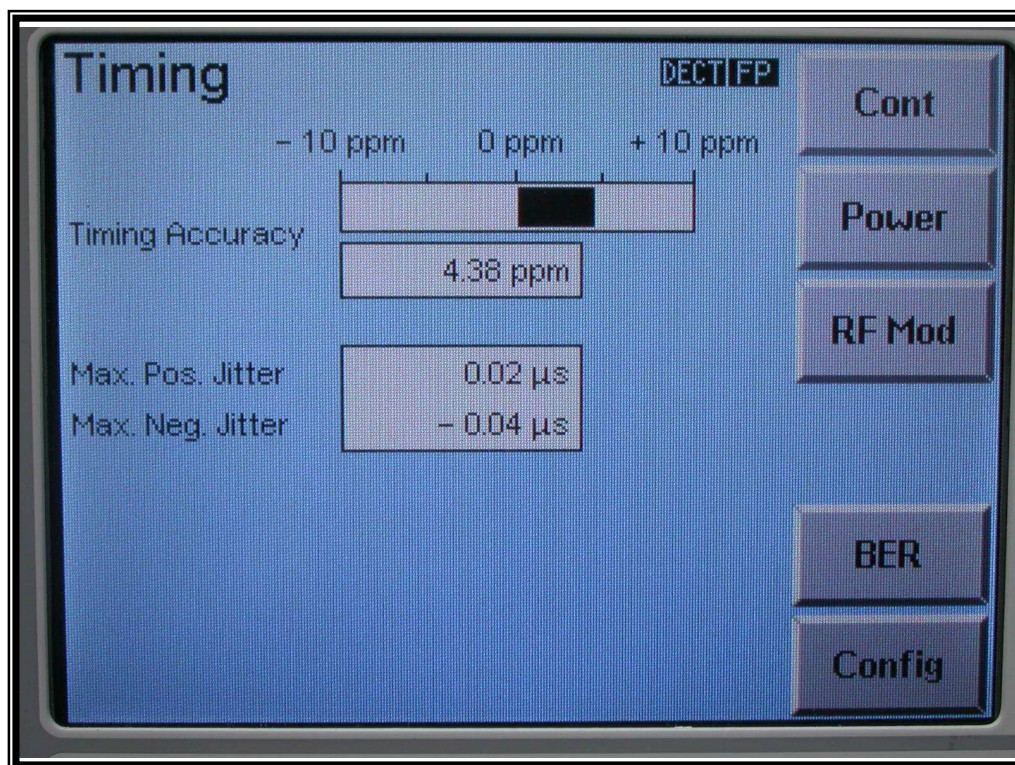 Timing
DECT FP
Cont
- 10 ppm 0 ppm + 10 ppm
Power
Timing Accuracy
4.38 ppm
RF Mod
Max. Pos. Jitter 0.02 µs
Max. Neg. Jitter - 0.04 µs
BER
Config